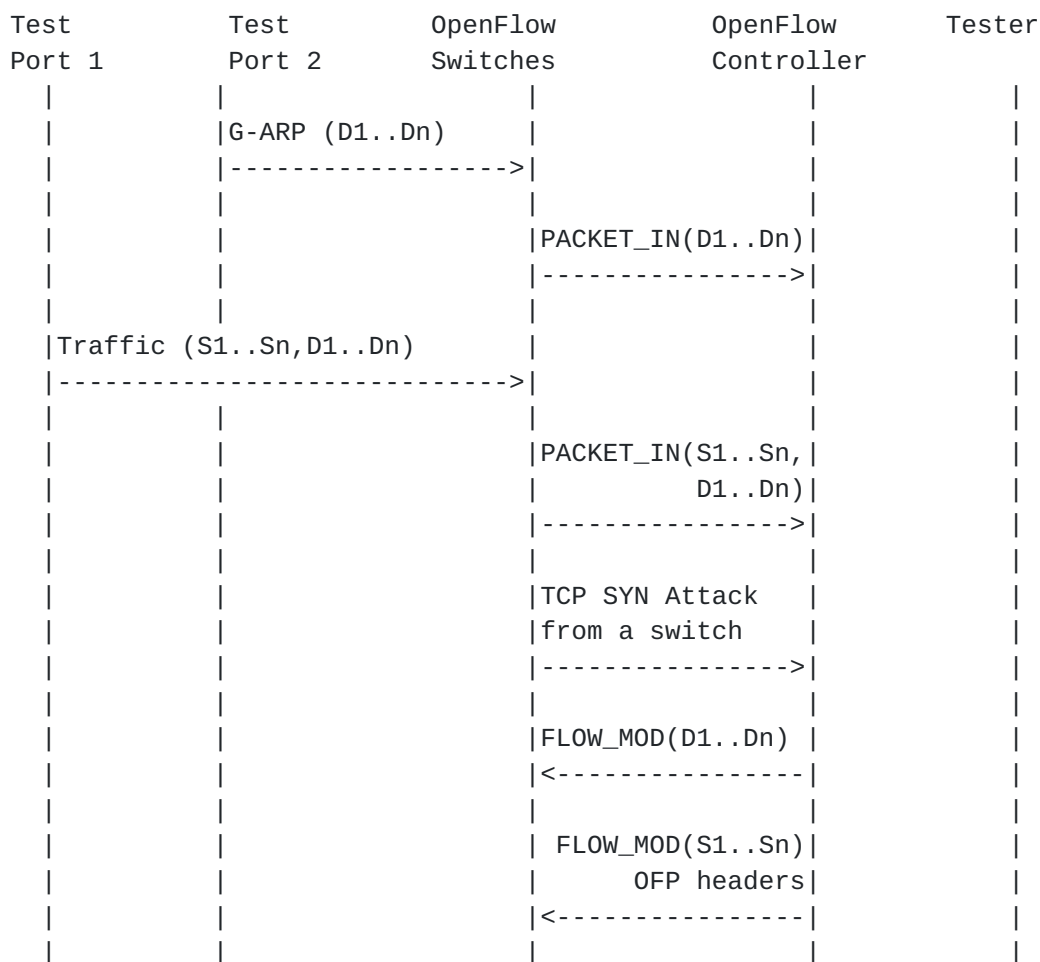 Test Test OpenFlow OpenFlow Tester
Port 1 Port 2 Switches Controller
G-ARP (D1..Dn)
PACKET_IN(D1..Dn)
Traffic (S1..Sn,D1..Dn)
PACKET_IN(S1..Sn,
D1..Dn)
TCP SYN Attack
from a switch
FLOW_MOD(D1..Dn)
FLOW_MOD(S1..Sn)
OFP headers